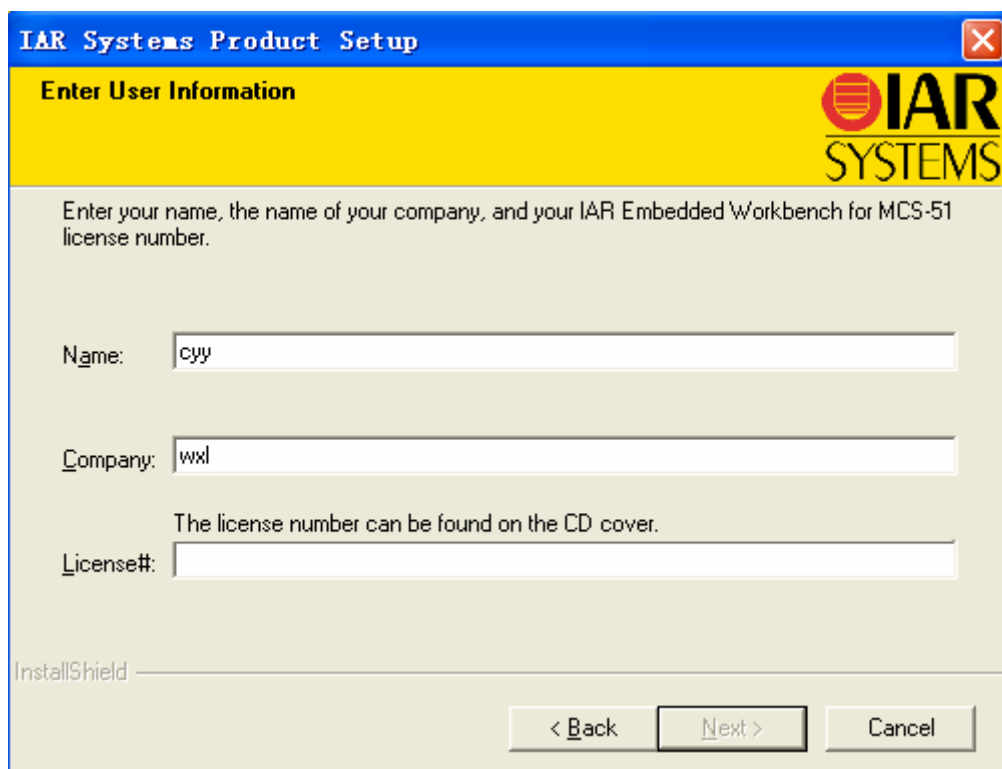 IAR Systems Product Setup
Enter User Information
IAR
SYSTEMS
Enter your name, the name of your company, and your IAR Embedded Workbench for MCS-51
license number.
Name: cyy
Company: wxl
The license number can be found on the CD cover.
License#:
InstallShield
< Back Next > Cancel